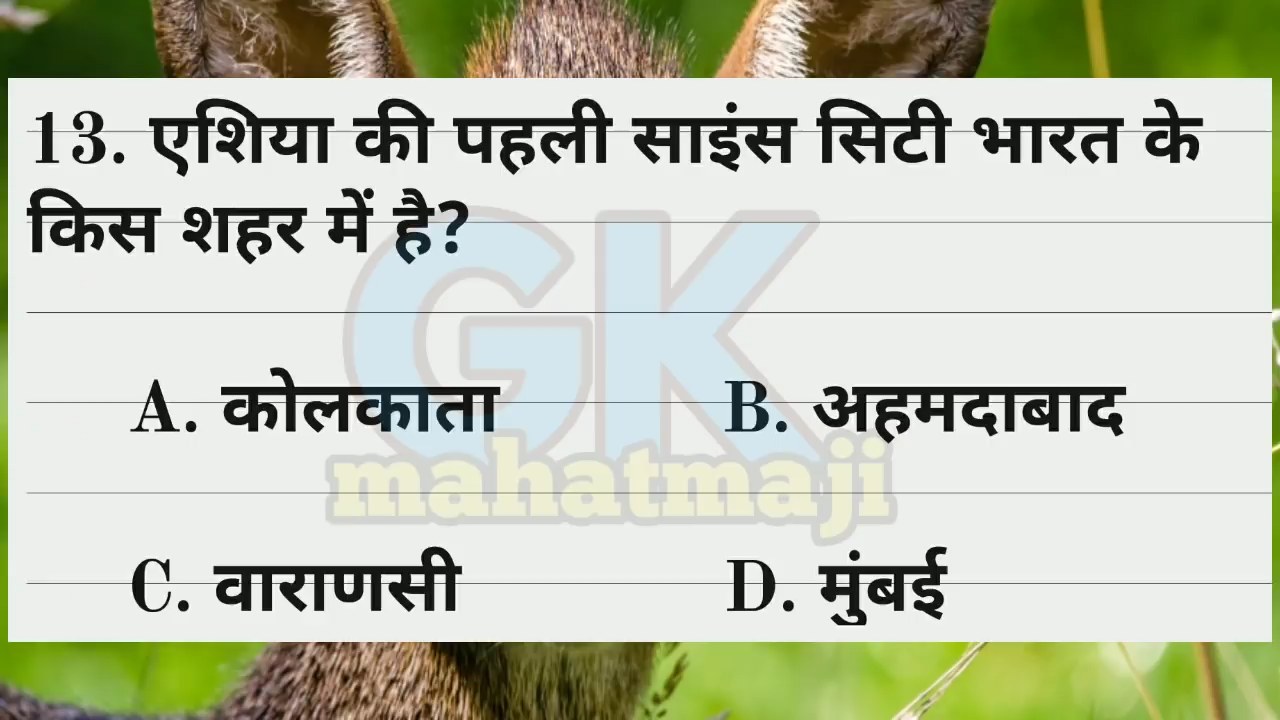 13. एशिया की पहली साइंस सिटी भारत के
किस शहर में है?
GK
mahatmaji
A. कोलकाता B. अहमदाबाद
C. वाराणसी D. मुंबई